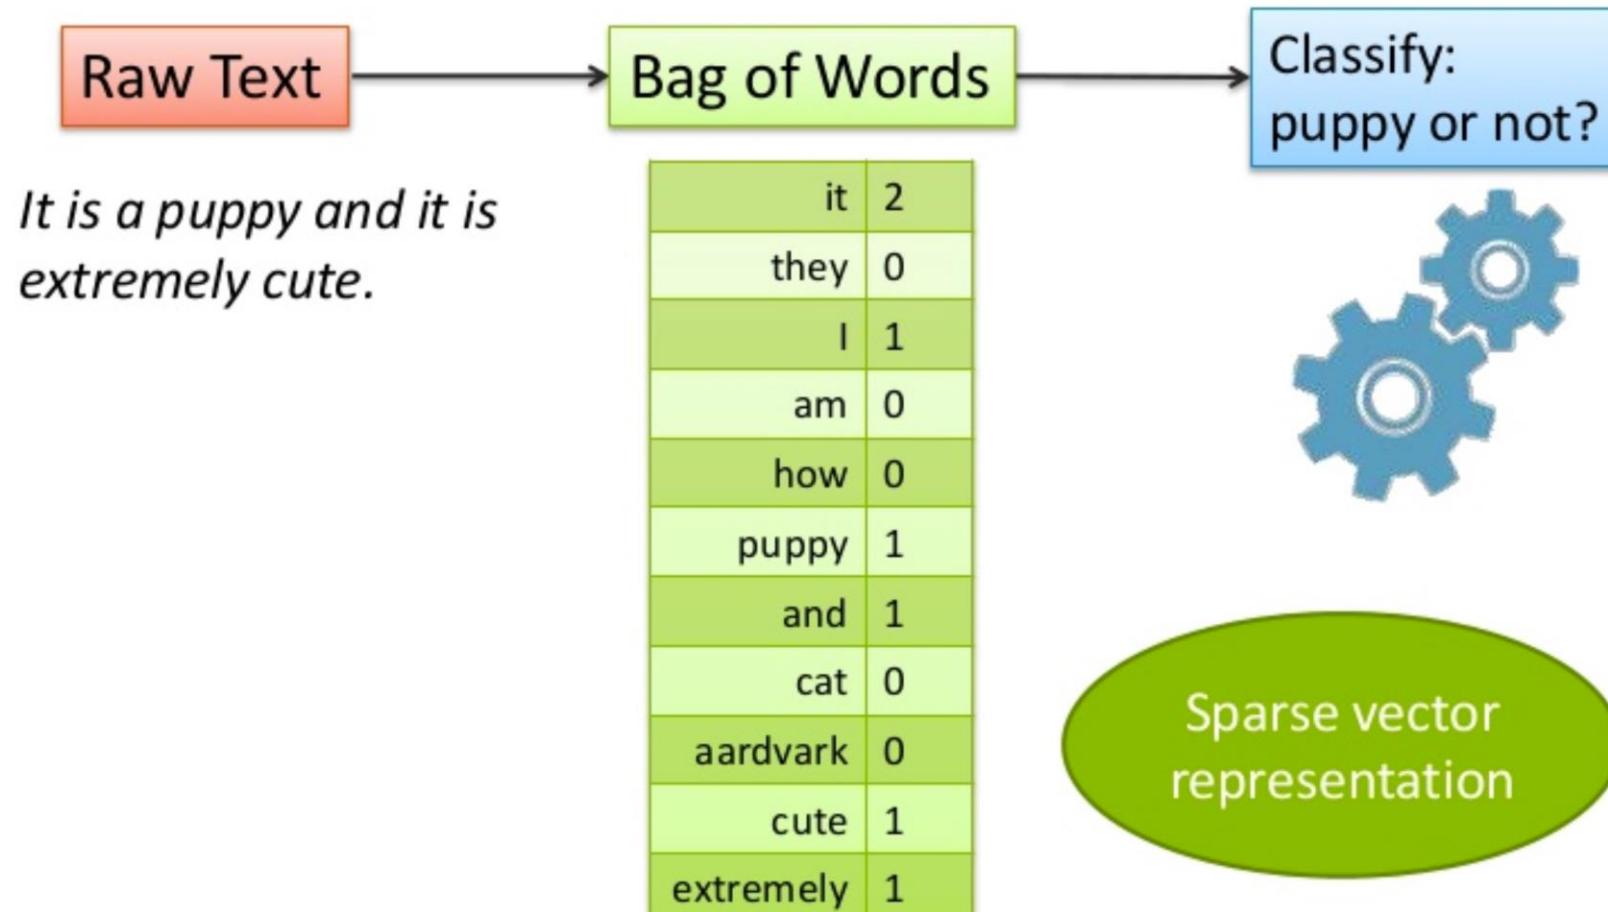 Raw Text
Bag of Words
Classify:
puppy or not?
It is a puppy and it is
extremely cute.
it 2
they 0
I 1
am 0
how 0
puppy 1
and 1
cat 0
aardvark 0
cute 1
extremely 1
Sparse vector
representation